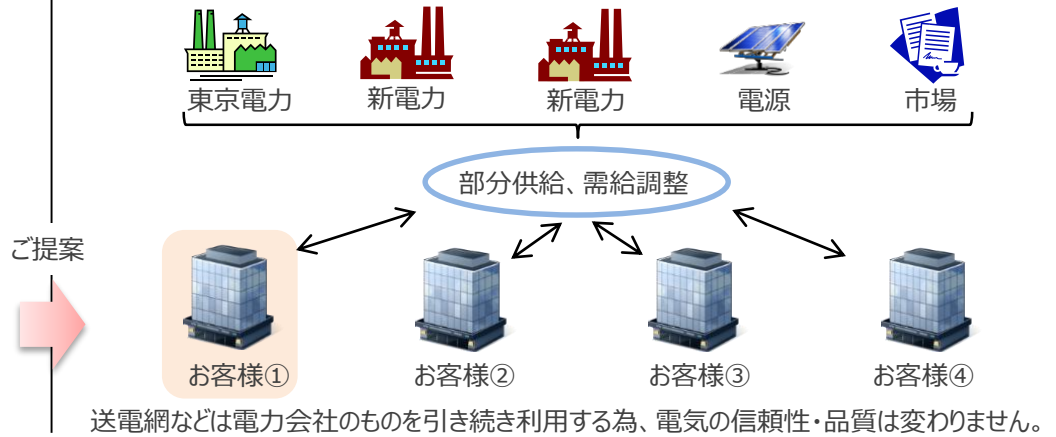 東京電力 新電力 新電力 電源 市場
部分供給、需給調整
ご提案
お客様① お客様② お客様③ お客様④
送電網などは電力会社のものを引き続き利用する為、電気の信頼性・品質は変わりません。